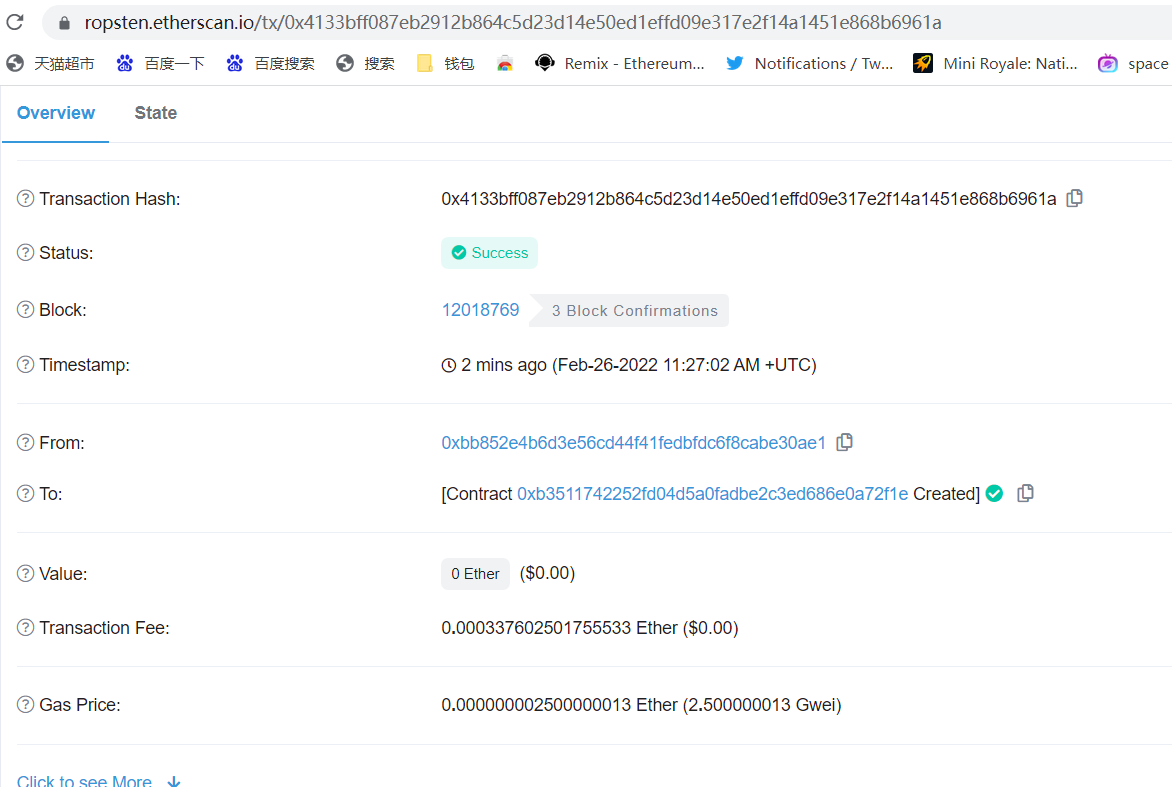 ropsten.etherscan.io/tx/0x4133bff087eb2912b864c5d23d14e50ed1effd09e317e2f14a1451e868b6961a
天猫超市 百度一下 百度搜索 搜索 钱包 Remix - Ethereum... Notifications / Tw... Mini Royale: Nati... space
Overview State
Transaction Hash: 0x4133bff087eb2912b864c5d23d14e50ed1effd09e317e2f14a1451e868b6961a
Status: Success
Block: 12018769 3 Block Confirmations
Timestamp: 2 mins ago (Feb-26-2022 11:27:02 AM +UTC)
From: 0xbb852e4b6d3e56cd44f41fedbfdc6f8cabe30ae1
To: [Contract 0xb3511742252fd04d5a0fadbe2c3ed686e0a72f1e Created]
Value: 0 Ether ($0.00)
Transaction Fee: 0.000337602501755533 Ether ($0.00)
Gas Price: 0.000000002500000013 Ether (2.500000013 Gwei)
Click to see More